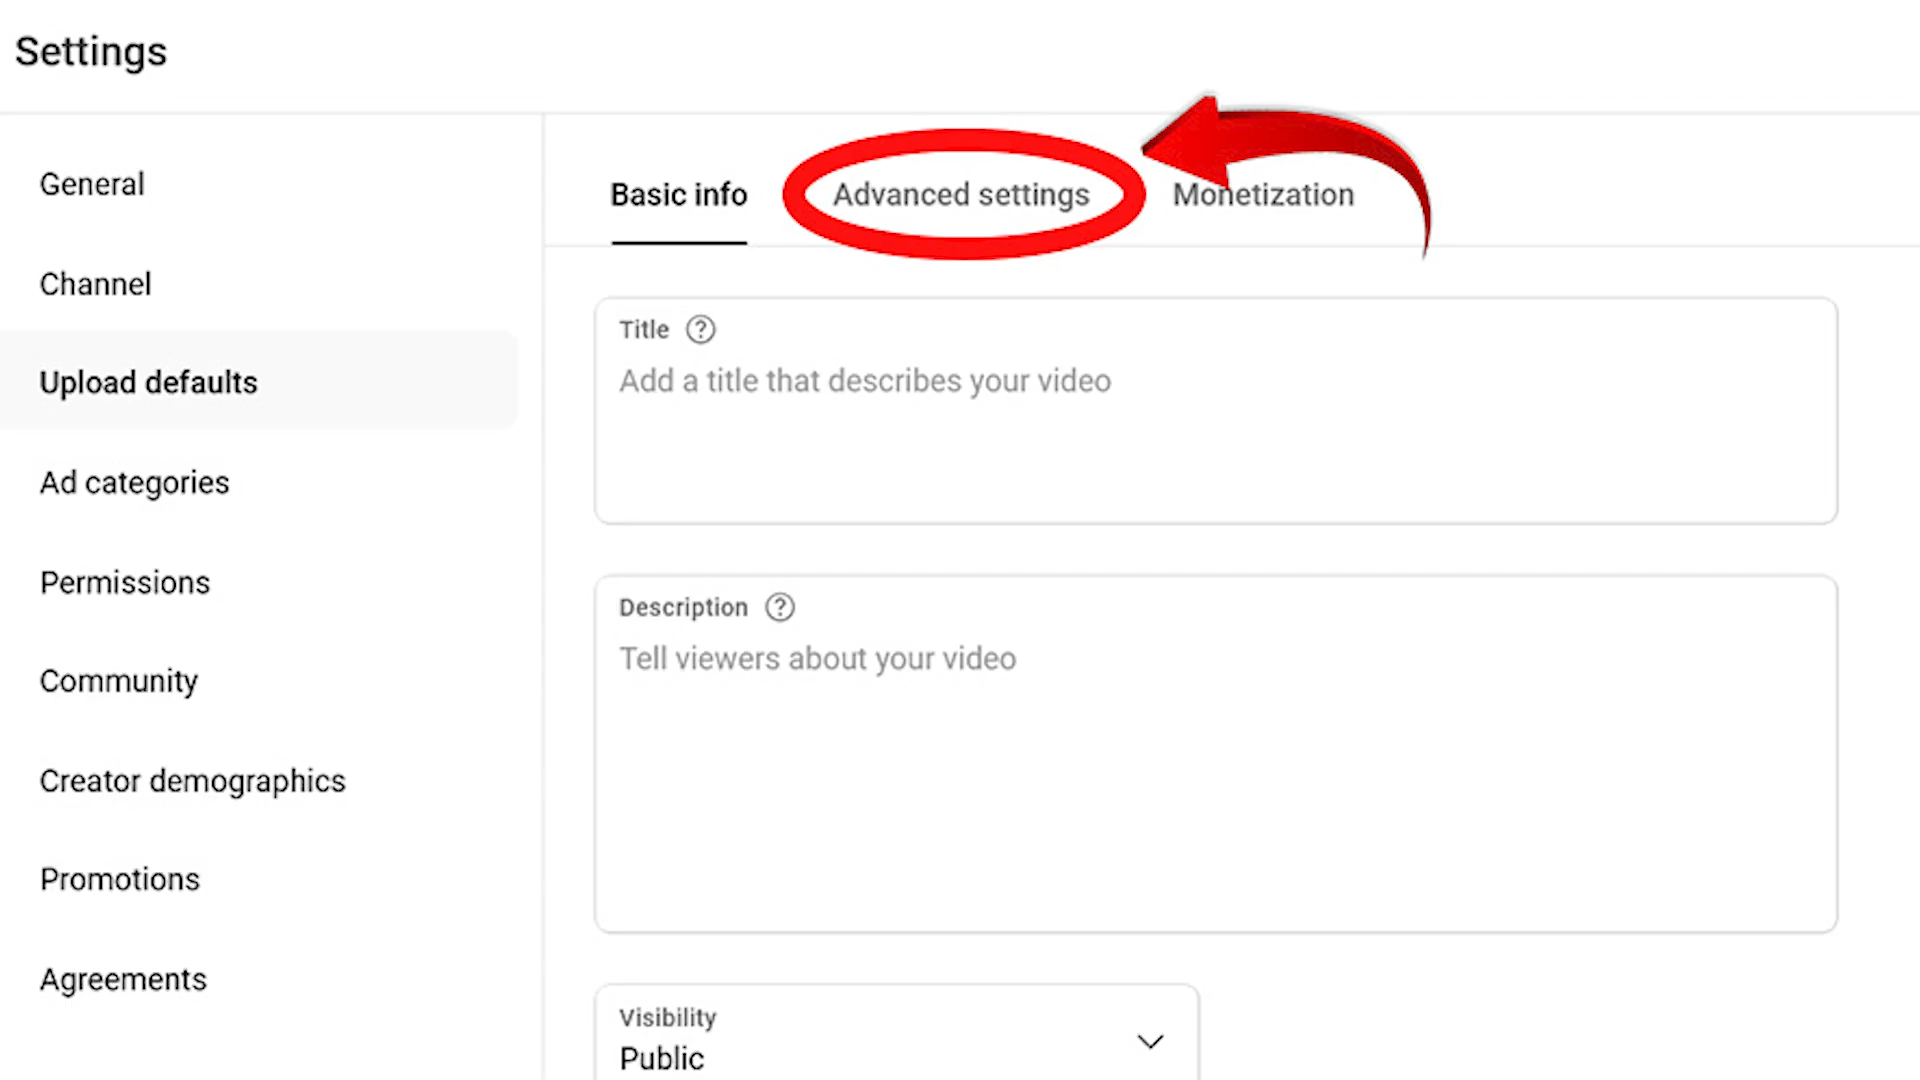 Settings
General
Channel
Upload defaults
Ad categories
Permissions
Community
Creator demographics
Promotions
Agreements
Basic info
Advanced settings
Monetization
Title ?
Add a title that describes your video
Description ?
Tell viewers about your video
Visibility
Public